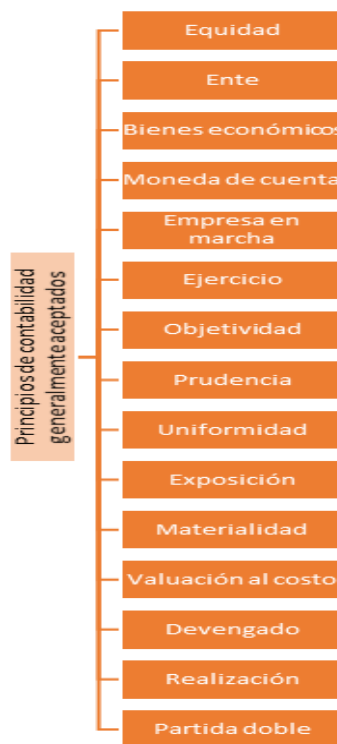 Principios de contabilidad
generalmente aceptados
Equidad
Ente
Bienes económicos
Moneda de cuenta
Empresa en
marcha
Ejercicio
Objetividad
Prudencia
Uniformidad
Exposición
Materialidad
Valuación al costo
Devengado
Realización
Partida doble